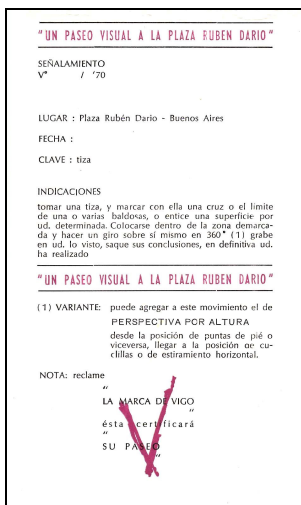 "UN PASEO VISUAL A LA PLAZA RUBEN DARIO"
SEÑALAMIENTO
Vº / '70
LUGAR : Plaza Rubén Dario - Buenos Aires
FECHA :
CLAVE : tiza
INDICACIONES
tomar una tiza, y marcar con ella una cruz o el límite
de una o varias baldosas, o entice una superficie por
ud. determinada. Colocarse dentro de la zona demarca-
da y hacer un giro sobre sí mismo en 360° (1) grabe
en ud. lo visto, saque sus conclusiones, en definitiva ud.
ha realizado
"UN PASEO VISUAL A LA PLAZA RUBEN DARIO"
(1) VARIANTE: puede agregar a este movimiento el de
PERSPECTIVA POR ALTURA
desde la posición de puntas de pié o
viceversa, llegar a la posición de cu-
clillas o de estiramiento horizontal.
NOTA: reclame
"
LA MARCA DE VIGO
"
ésta certificará
"
SU PASEO
"